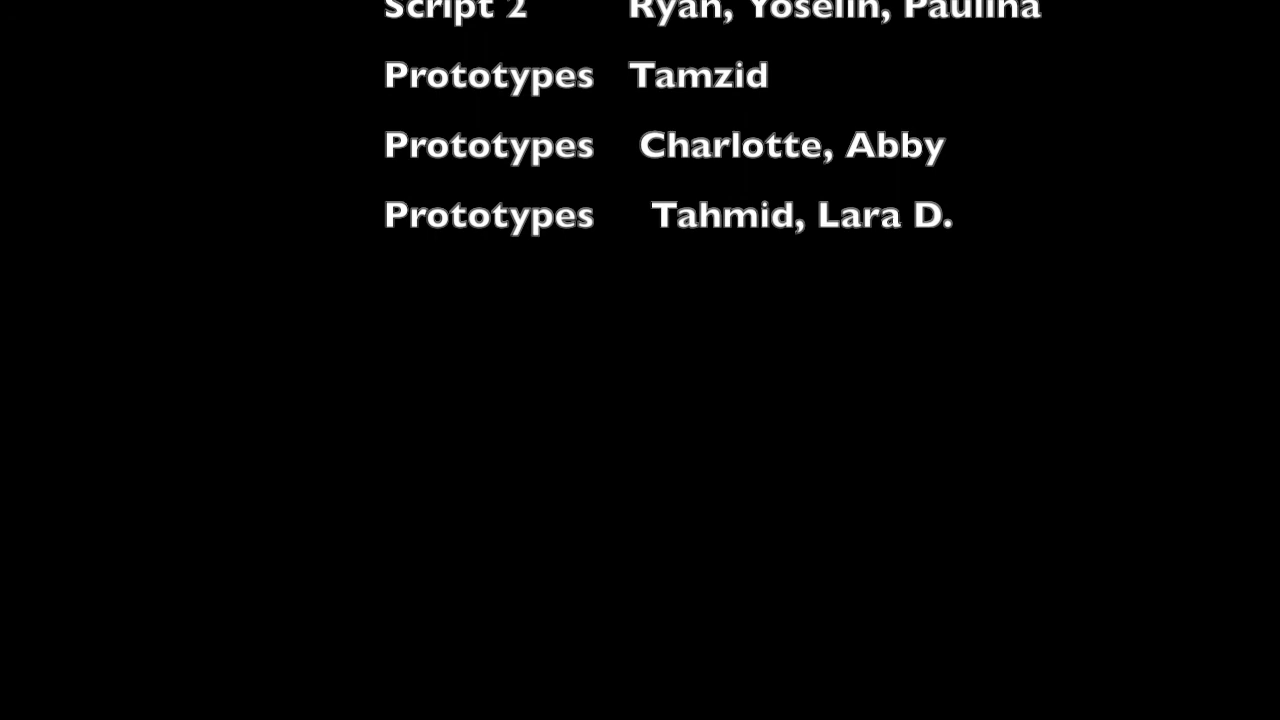 Script 2 Ryan, Yoselin, Paulina
Prototypes Tamzid
Prototypes Charlotte, Abby
Prototypes Tahmid, Lara D.